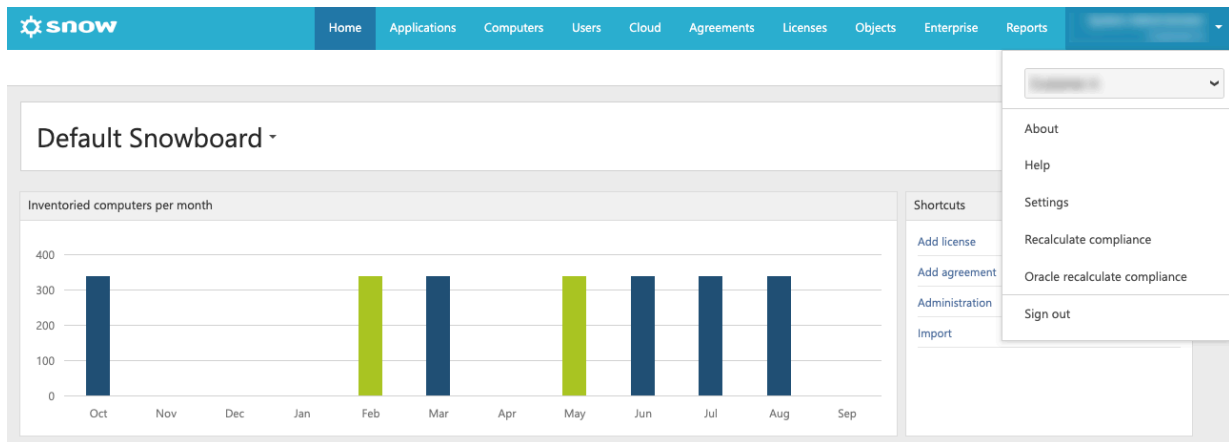 snow
Home Applications Computers Users Cloud Agreements Licenses Objects Enterprise Reports
Default Snowboard
Inventoried computers per month
400
300
200
100
0
Oct Nov Dec Jan Feb Mar Apr May Jun Jul Aug Sep
Shortcuts
Add license
Add agreement
Administration
Import
About
Help
Settings
Recalculate compliance
Oracle recalculate compliance
Sign out